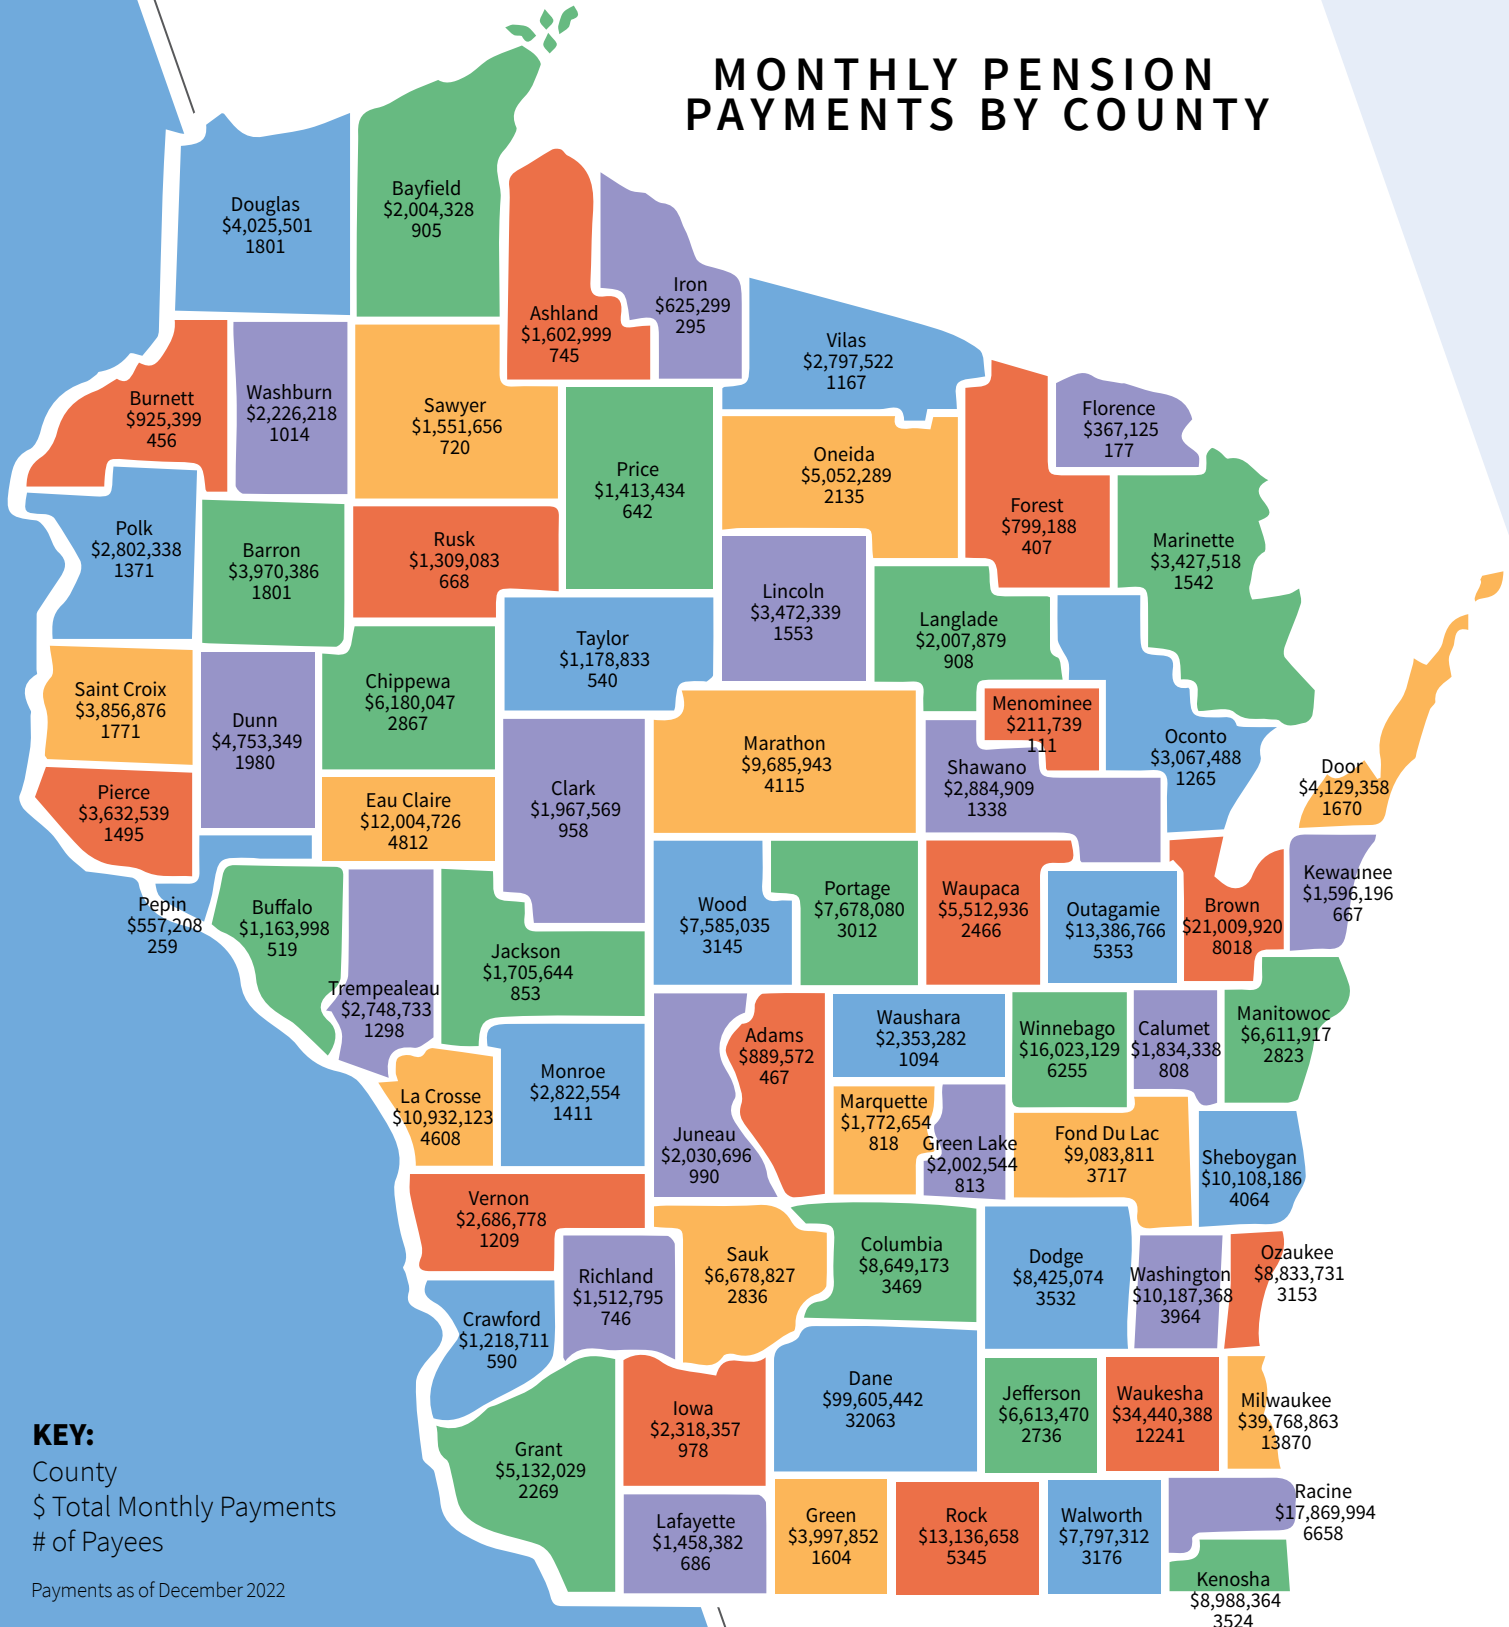 MONTHLY PENSION
PAYMENTS BY COUNTY
Douglas
$4,025,501
1801
Bayfield
$2,004,328
905
Ashland
$1,602,999
745
Iron
$625,299
295
Vilas
$2,797,522
1167
Burnett
$925,399
456
Washburn
$2,226,218
1014
Sawyer
$1,551,656
720
Price
$1,413,434
642
Oneida
$5,052,289
2135
Forest
$799,188
407
Florence
$367,125
177
Marinette
$3,427,518
1542
Polk
$2,802,338
1371
Barron
$3,970,386
1801
Rusk
$1,309,083
668
Lincoln
$3,472,339
1553
Langlade
$2,007,879
908
Taylor
$1,178,833
540
Saint Croix
$3,856,876
1771
Dunn
$4,753,349
1980
Chippewa
$6,180,047
2867
Menominee
$211,739
111
Oconto
$3,067,488
1265
Marathon
$9,685,943
4115
Shawano
$2,884,909
1338
Door
$4,129,358
1670
Pierce
$3,632,539
1495
Eau Claire
$12,004,726
4812
Clark
$1,967,569
958
Pepin
$557,208
259
Buffalo
$1,163,998
519
Trempealeau
$2,748,733
1298
Jackson
$1,705,644
853
Wood
$7,585,035
3145
Portage
$7,678,080
3012
Waupaca
$5,512,936
2466
Outagamie
$13,386,766
5353
Brown
$21,009,920
8018
Kewaunee
$1,596,196
667
La Crosse
$10,932,123
4608
Monroe
$2,822,554
1411
Juneau
$2,030,696
990
Adams
$889,572
467
Waushara
$2,353,282
1094
Winnebago
$16,023,129
6255
Calumet
$1,834,338
808
Manitowoc
$6,611,917
2823
Marquette
$1,772,654
818
Green Lake
$2,002,544
813
Fond Du Lac
$9,083,811
3717
Sheboygan
$10,108,186
4064
Vernon
$2,686,778
1209
Richland
$1,512,795
746
Sauk
$6,678,827
2836
Columbia
$8,649,173
3469
Dodge
$8,425,074
3532
Washington
$10,187,368
3964
Ozaukee
$8,833,731
3153
Crawford
$1,218,711
590
Grant
$5,132,029
2269
Iowa
$2,318,357
978
Dane
$99,605,442
32063
Jefferson
$6,613,470
2736
Waukesha
$34,440,388
12241
Milwaukee
$39,768,863
13870
Lafayette
$1,458,382
686
Green
$3,997,852
1604
Rock
$13,136,658
5345
Walworth
$7,797,312
3176
Racine
$17,869,994
6658
Kenosha
$8,988,364
3524
KEY:
County
$ Total Monthly Payments
# of Payees
Payments as of December 2022